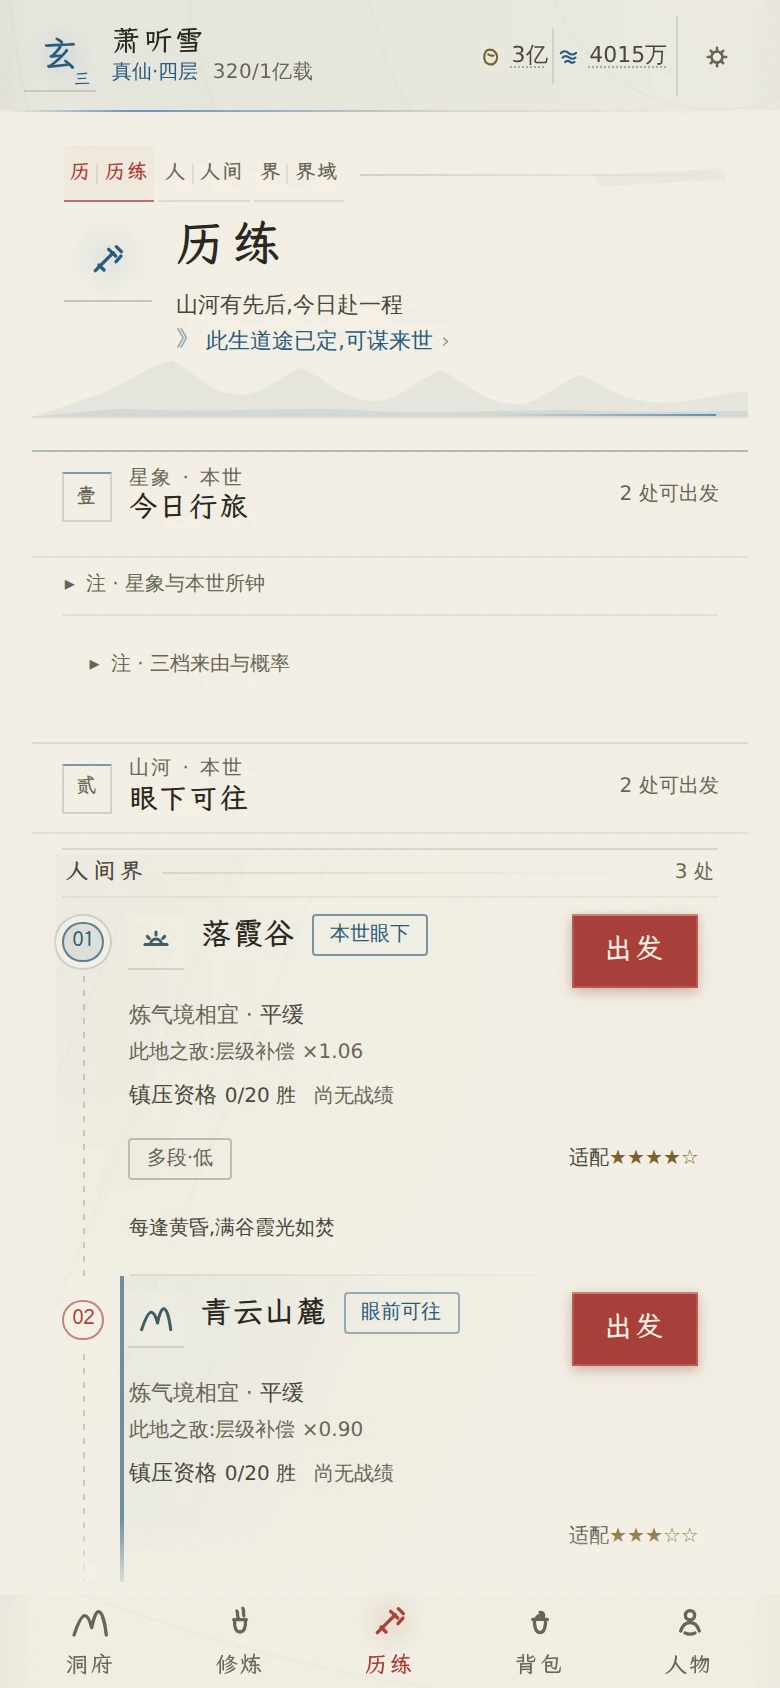 玄 三
萧听雪
真仙·四层 320/1亿载
3亿 4015万
历 历练 人 人间 界 界域
历练
山河有先后,今日赴一程
》 此生道途已定,可谋来世 ›
壹
星象 · 本世
今日行旅
2 处可出发
▸ 注 · 星象与本世所钟
▸ 注 · 三档来由与概率
贰
山河 · 本世
眼下可往
2 处可出发
人间界 3 处
01 落霞谷 本世眼下 出发
炼气境相宜 · 平缓
此地之敌:层级补偿 ×1.06
镇压资格 0/20 胜 尚无战绩
多段·低 适配★★★★☆
每逢黄昏,满谷霞光如焚
02 青云山麓 眼前可往 出发
炼气境相宜 · 平缓
此地之敌:层级补偿 ×0.90
镇压资格 0/20 胜 尚无战绩
适配★★★☆☆
洞府 修炼 历练 背包 人物